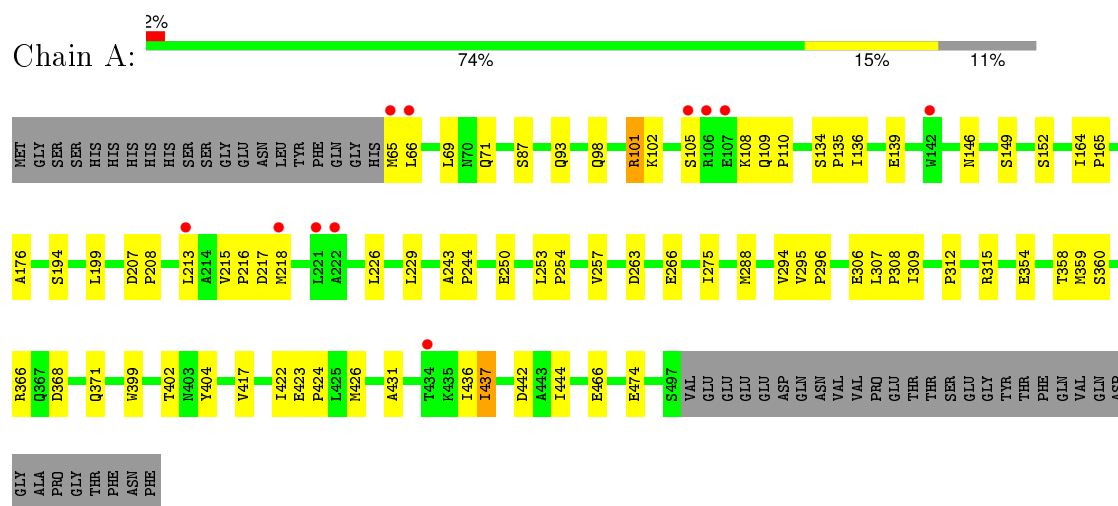 2%
Chain A:
74% 15% 11%
MET GLY SER SER HIS HIS HIS HIS HIS HIS SER SER GLY GLU ASN LEU TYR PHE GLN GLY HIS M65 L66 L69 N70 Q71 S87 Q93 Q98 R101 K102 S105 R106 E107 K108 Q109 P110 S134 P135 I136 E139 W142 N146 S149 S152 I164 P165
A176 S194 L199 D207 P208 L213 A214 V215 P216 D217 M218 L221 A222 L226 L229 A243 P244 E250 L253 P254 V257 D263 E266 I275 M288 V294 V295 P296 E306 L307 P308 I309 P312 R315 E354 T358 M359 S360
R366 Q367 D368 Q371 W399 T402 N403 Y404 V417 I422 E423 P424 L425 M426 A431 T434 K435 I436 I437 D442 A443 I444 E466 E474 S497 VAL GLU GLU GLU GLU ASP GLN ASN VAL VAL PRO GLU THR THR SER GLU GLY TYR THR PHE GLN VAL GLN ASP
GLY ALA PRO GLY THR PHE ASN PHE